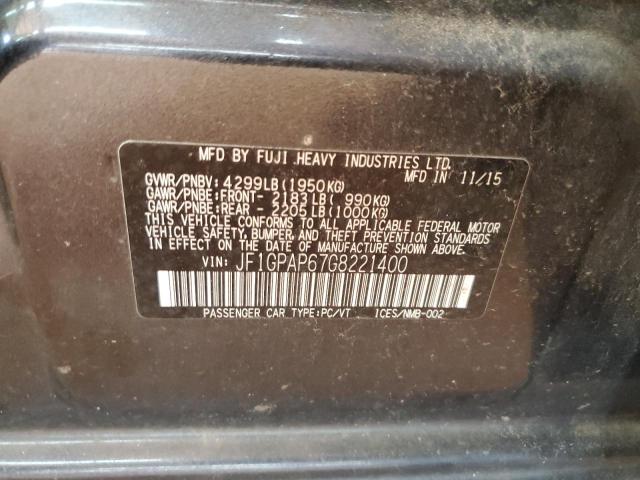 MFD BY FUJI HEAVY INDUSTRIES LTD.
MFD IN 11/15
GVWR/PNBV: 4299LB (1950KG)
GAWR/PNBE:FRONT- 2183LB( 990KG)
GAWR/PNBE:REAR - 2205LB(1000KG)
THIS VEHICLE CONFORMS TO ALL APPLICABLE FEDERAL MOTOR
VEHICLE SAFETY, BUMPER, AND THEFT PREVENTION STANDARDS
IN EFFECT ON THE DATE OF MANUFACTURE SHOWN ABOVE.
VIN: JF1GPAP67G8221400
PASSENGER CAR TYPE:PC/VT ICES/NMB-002